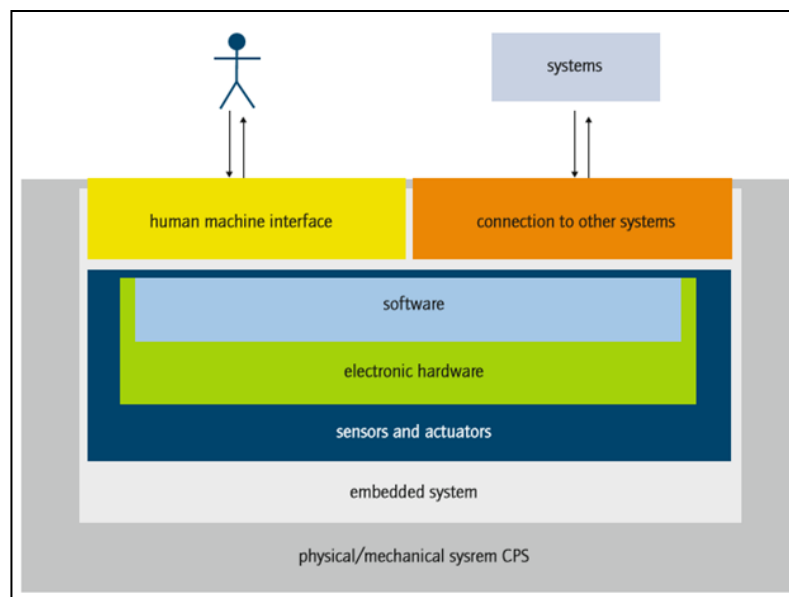 systems
human machine interface
connection to other systems
software
electronic hardware
sensors and actuators
embedded system
physical/mechanical sysrem CPS